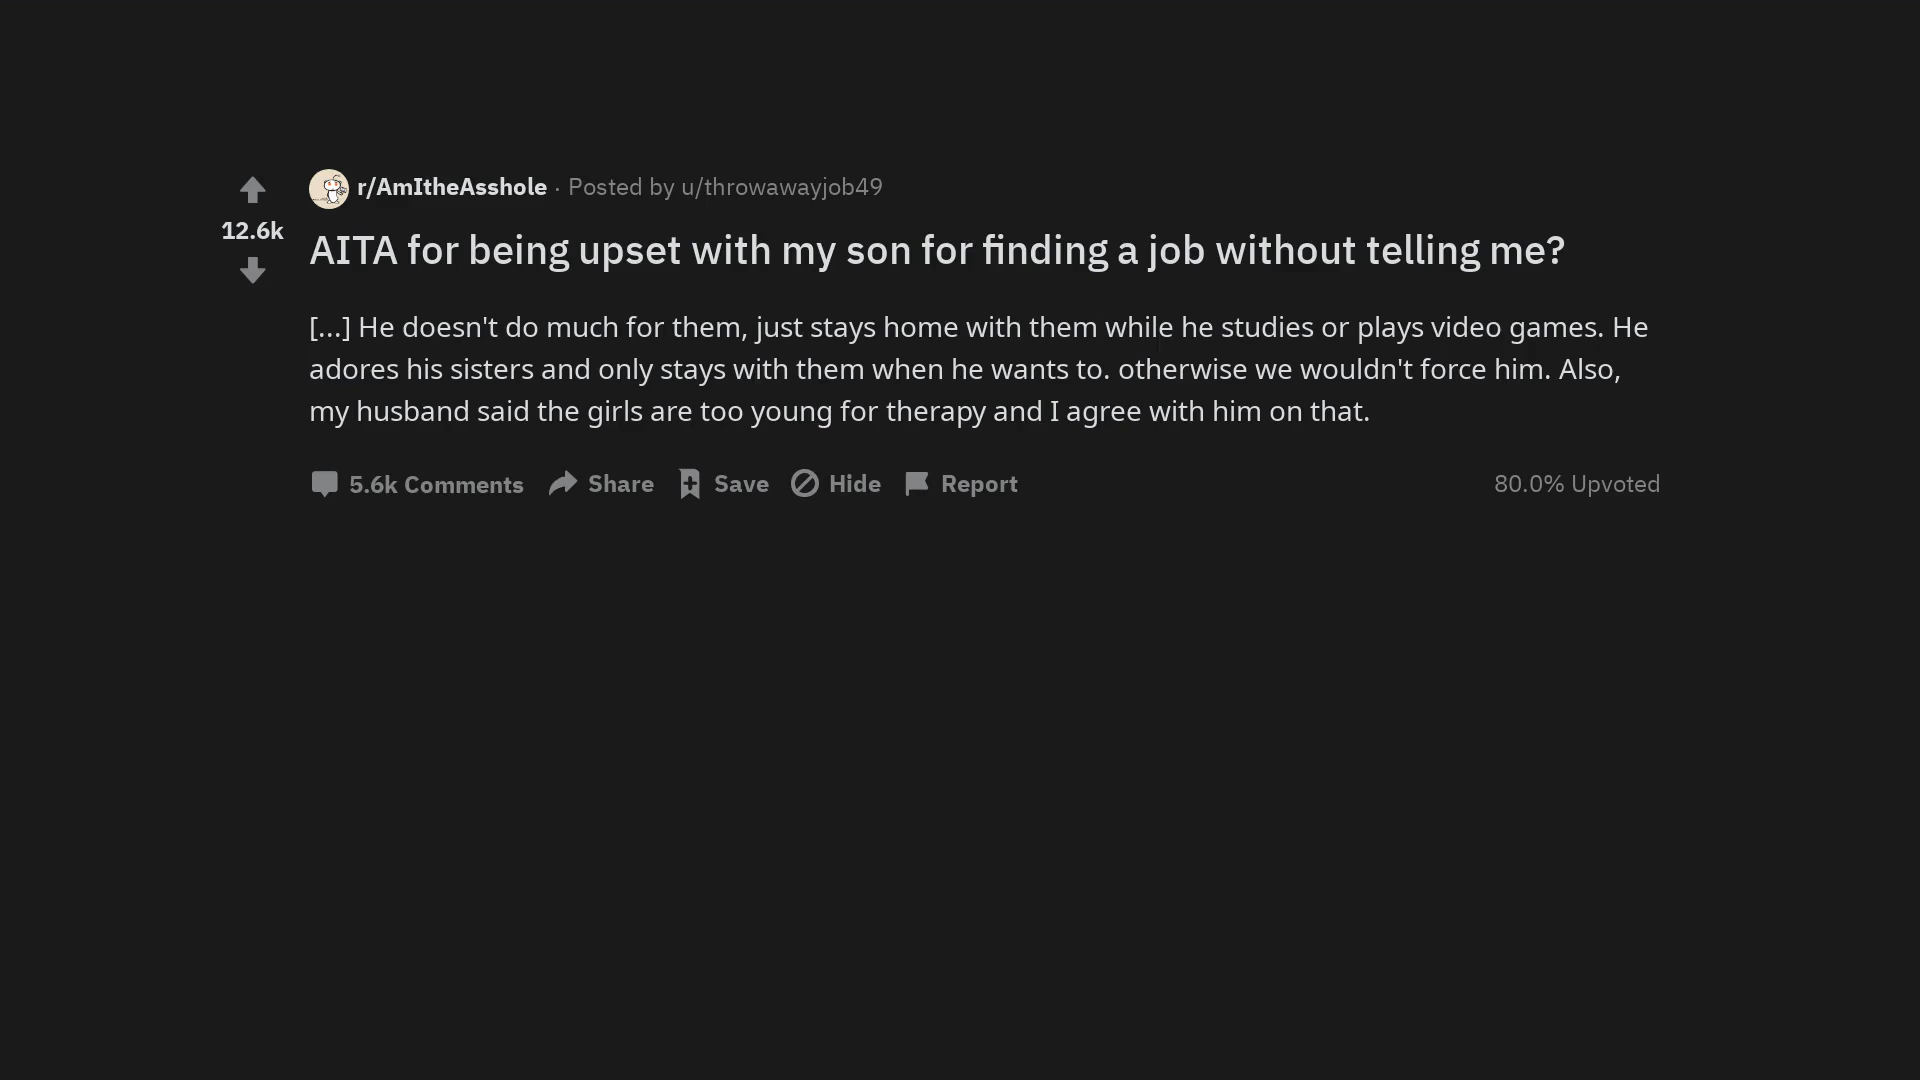 r/AmItheAsshole · Posted by u/throwawayjob49
12.6k
AITA for being upset with my son for finding a job without telling me?
[...] He doesn't do much for them, just stays home with them while he studies or plays video games. He
adores his sisters and only stays with them when he wants to. otherwise we wouldn't force him. Also,
my husband said the girls are too young for therapy and I agree with him on that.
5.6k Comments Share Save Hide Report 80.0% Upvoted